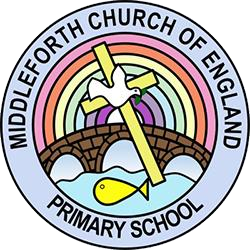 MIDDLEFORTH CHURCH OF ENGLAND
PRIMARY SCHOOL